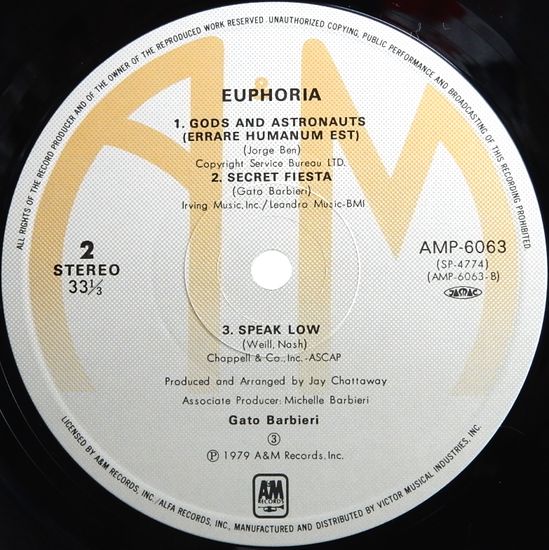 ALL RIGHTS OF THE RECORD PRODUCER AND OF THE OWNER OF THE REPRODUCED WORK RESERVED. UNAUTHORIZED COPYING, PUBLIC PERFORMANCE AND BROADCASTING OF THIS RECORDING PROHIBITED.
EUPHORIA
1. GODS AND ASTRONAUTS
(ERRARE HUMANUM EST)
(Jorge Ben)
Copyright Service Bureau LTD.
2. SECRET FIESTA
(Gato Barbieri)
Irving Music, Inc./Leandro Music-BMI
2
STEREO
33 1/3
AMP-6063
(SP-4774)
(AMP-6063-B)
JASRAC
3. SPEAK LOW
(Weill, Nash)
Chappell & Co., Inc.-ASCAP
Produced and Arranged by Jay Chattaway
Associate Producer: Michelle Barbieri
Gato Barbieri
③
Ⓟ 1979 A&M Records, Inc.
A&M
RECORDS
LICENSED BY A&M RECORDS, INC./ALFA RECORDS, INC., MANUFACTURED AND DISTRIBUTED BY VICTOR MUSICAL INDUSTRIES, INC.